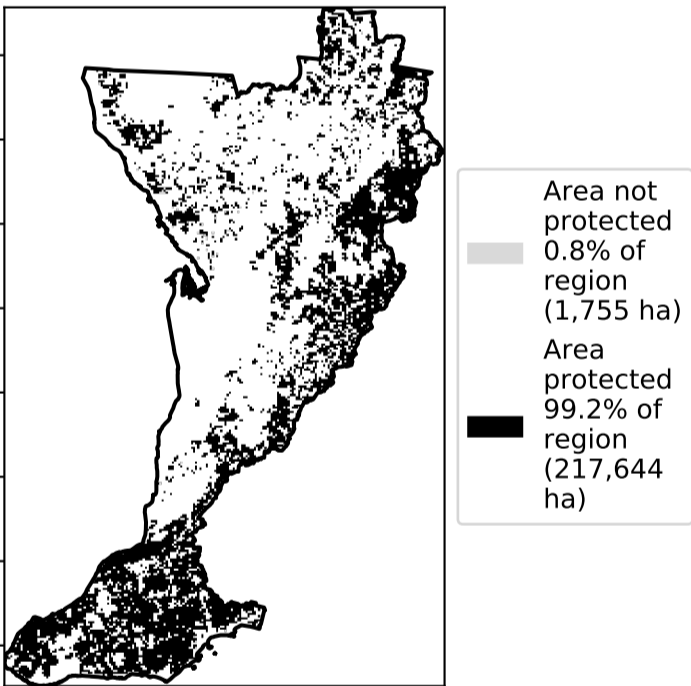 Area not
protected
0.8% of
region
(1,755 ha)
Area
protected
99.2% of
region
(217,644
ha)